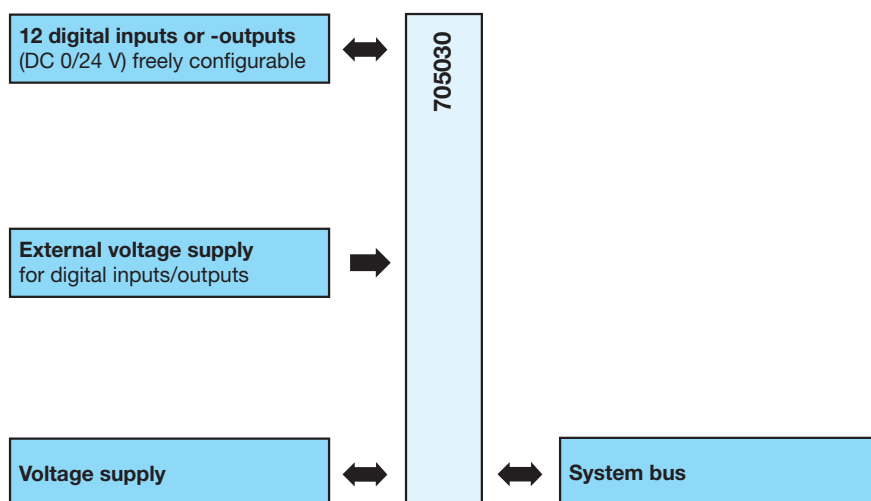 12 digital inputs or -outputs
(DC 0/24 V) freely configurable
705030
External voltage supply
for digital inputs/outputs
Voltage supply
System bus